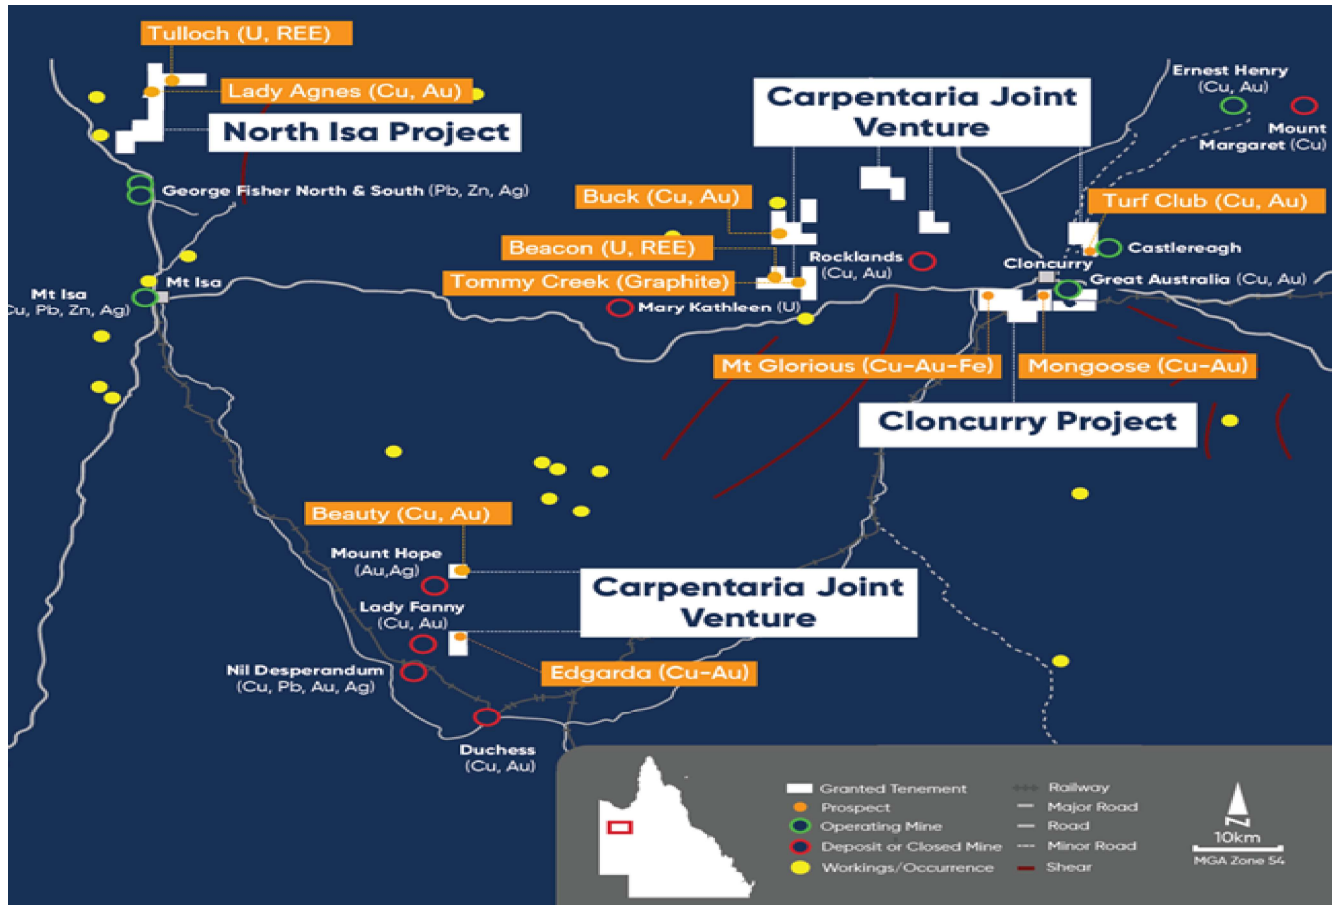 Tulloch (U, REE)
Lady Agnes (Cu, Au)
North Isa Project
George Fisher North & South (Pb, Zn, Ag)
Mt Isa
Mt Isa
Cu, Pb, Zn, Ag)
Carpentaria Joint
Venture
Ernest Henry
(Cu, Au)
Mount
Margaret (Cu)
Buck (Cu, Au)
Turf Club (Cu, Au)
Beacon (U, REE)
Rocklands
(Cu, Au)
Castlereagh
Cloncurry
Tommy Creek (Graphite)
Great Australia (Cu, Au)
Mary Kathleen (U)
Mt Glorious (Cu-Au-Fe)
Mongoose (Cu-Au)
Cloncurry Project
Beauty (Cu, Au)
Mount Hope
(Au,Ag)
Carpentaria Joint
Venture
Lady Fanny
(Cu, Au)
Nil Desperandum
(Cu, Pb, Au, Ag)
Edgarda (Cu-Au)
Duchess
(Cu, Au)
Granted Tenement
Prospect
Operating Mine
Deposit or Closed Mine
Workings/Occurrence
Railway
Major Road
Road
Minor Road
Shear
N
10km
MGA Zone 54